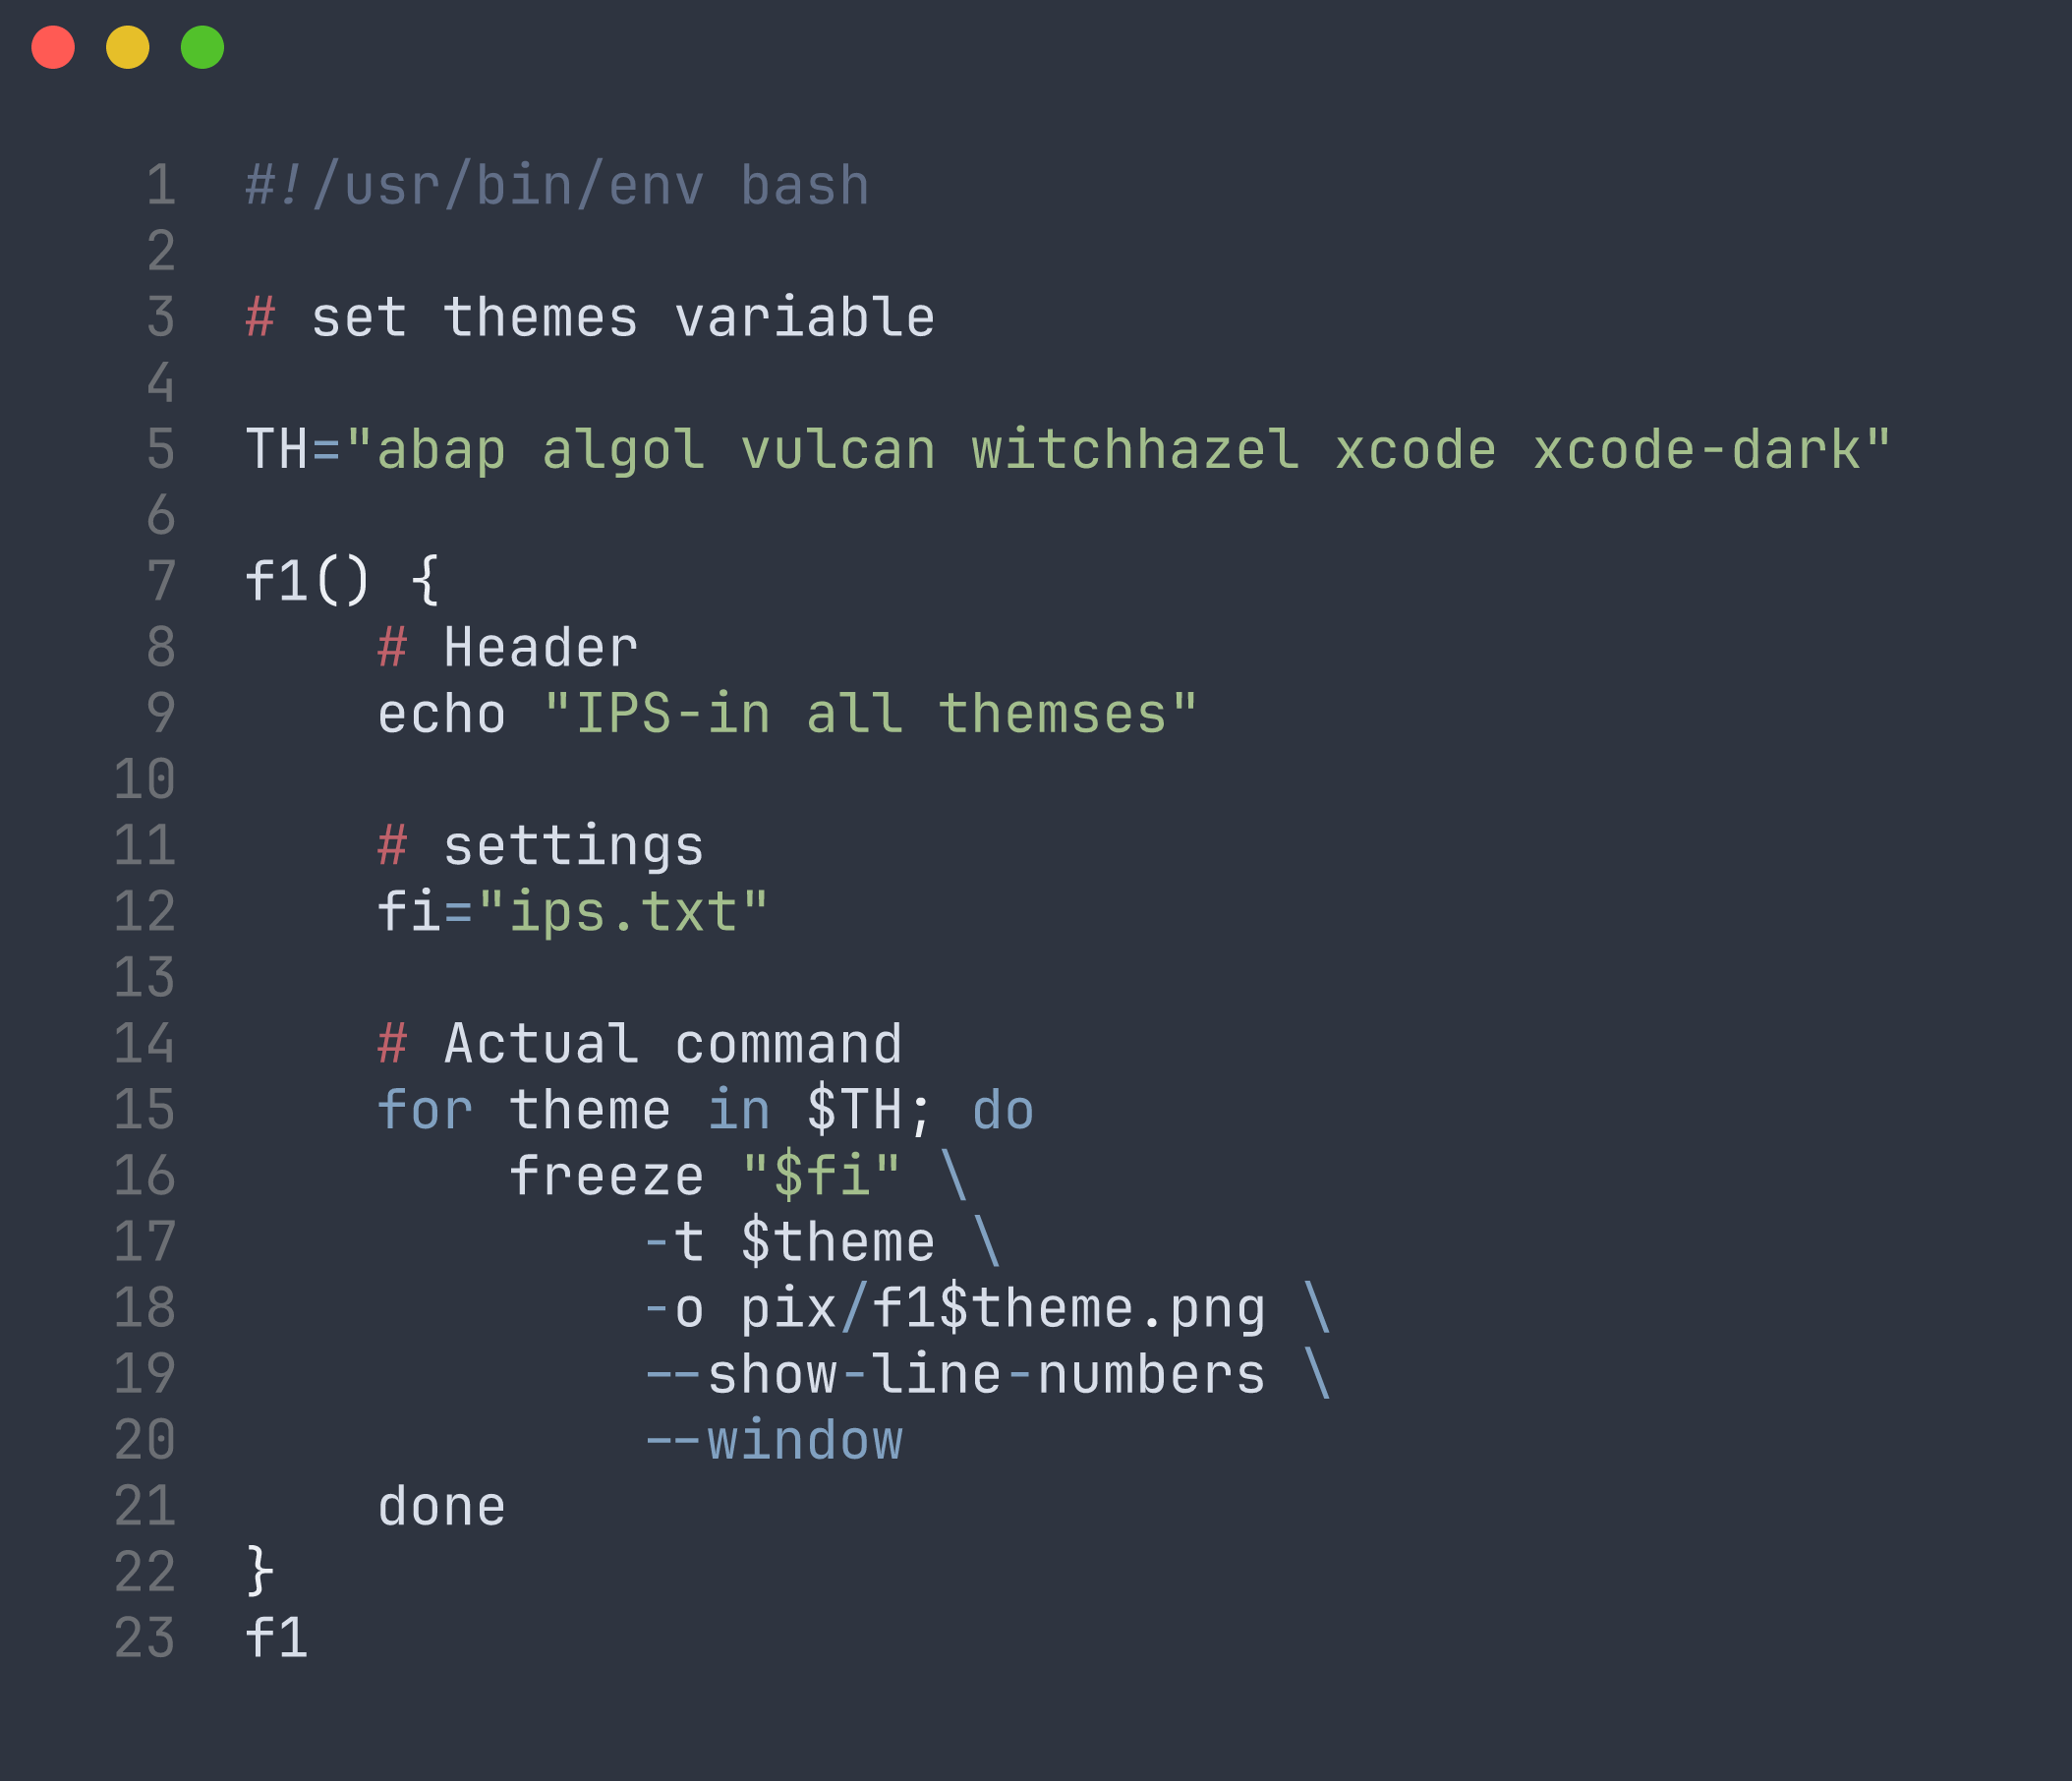 1 #!/usr/bin/env bash
2
3 # set themes variable
4
5 TH="abap algol vulcan witchhazel xcode xcode-dark"
6
7 f1() {
8     # Header
9     echo "IPS-in all themses"
10
11     # settings
12     fi="ips.txt"
13
14     # Actual command
15     for theme in $TH; do
16         freeze "$fi" \
17             -t $theme \
18             -o pix/f1$theme.png \
19             --show-line-numbers \
20             --window
21     done
22 }
23 f1